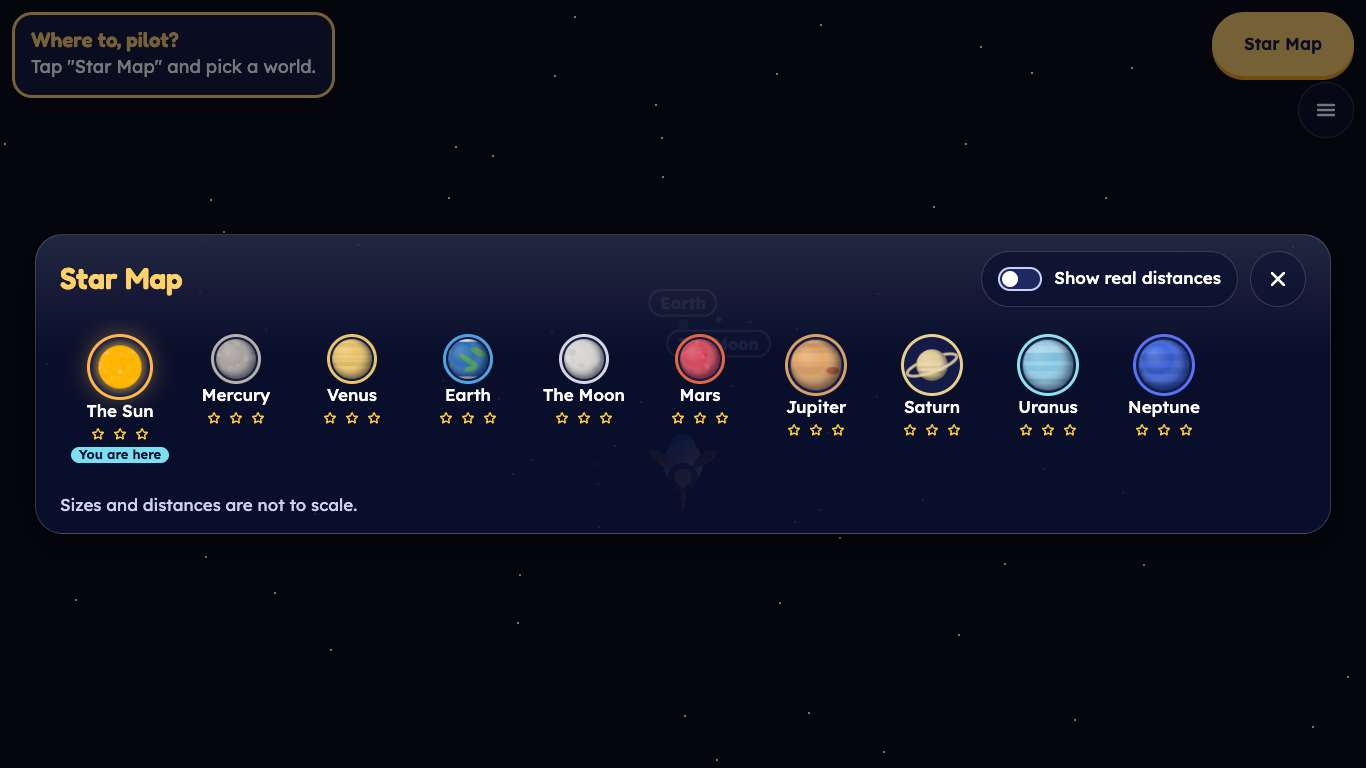 Where to, pilot?
Tap "Star Map" and pick a world.
Star Map
Star Map
Show real distances
Earth
Moon
The Sun
Mercury
Venus
Earth
The Moon
Mars
Jupiter
Saturn
Uranus
Neptune
You are here
Sizes and distances are not to scale.